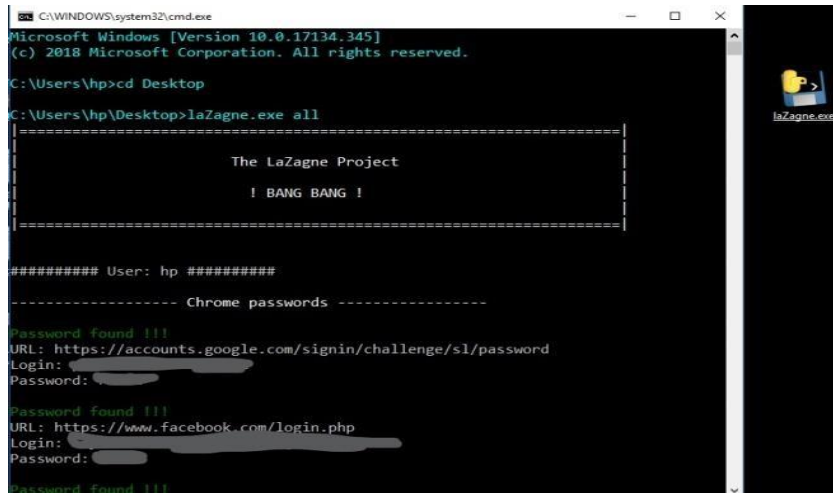 C:\WINDOWS\system32\cmd.exe
Microsoft Windows [Version 10.0.17134.345]
(c) 2018 Microsoft Corporation. All rights reserved.
C:\Users\hp>cd Desktop
C:\Users\hp\Desktop>laZagne.exe all
|====================================================================|
The LaZagne Project
! BANG BANG !
|====================================================================|
########## User: hp ##########
------------------- Chrome passwords -----------------
Password found !!!
URL: https://accounts.google.com/signin/challenge/sl/password
Login:
Password:
Password found !!!
URL: https://www.facebook.com/login.php
Login:
Password:
Password found !!!
laZagne.exe